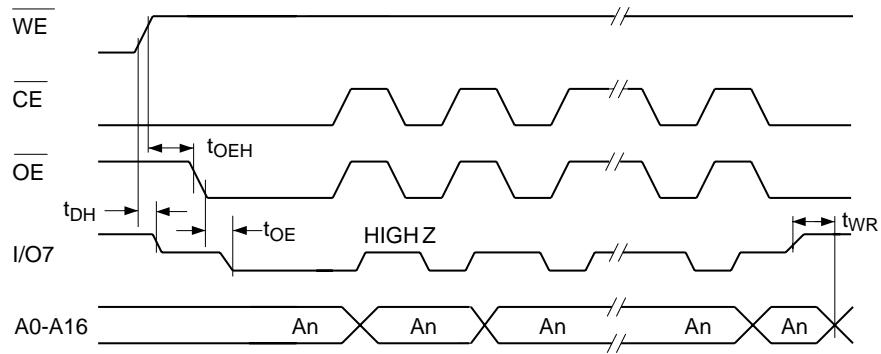 WE
CE
tOEH
OE
tDH
tOE
HIGH Z
tWR
I/O7
A0-A16
An An An An An